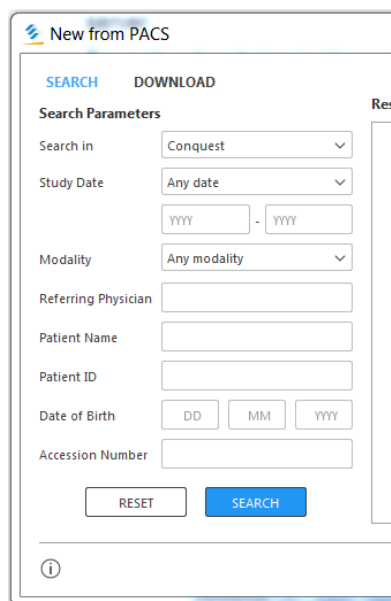 New from PACS
SEARCH DOWNLOAD
Search Parameters
Search in Conquest
Study Date Any date
YYYY - YYYY
Modality Any modality
Referring Physician
Patient Name
Patient ID
Date of Birth DD MM YYYY
Accession Number
RESET SEARCH